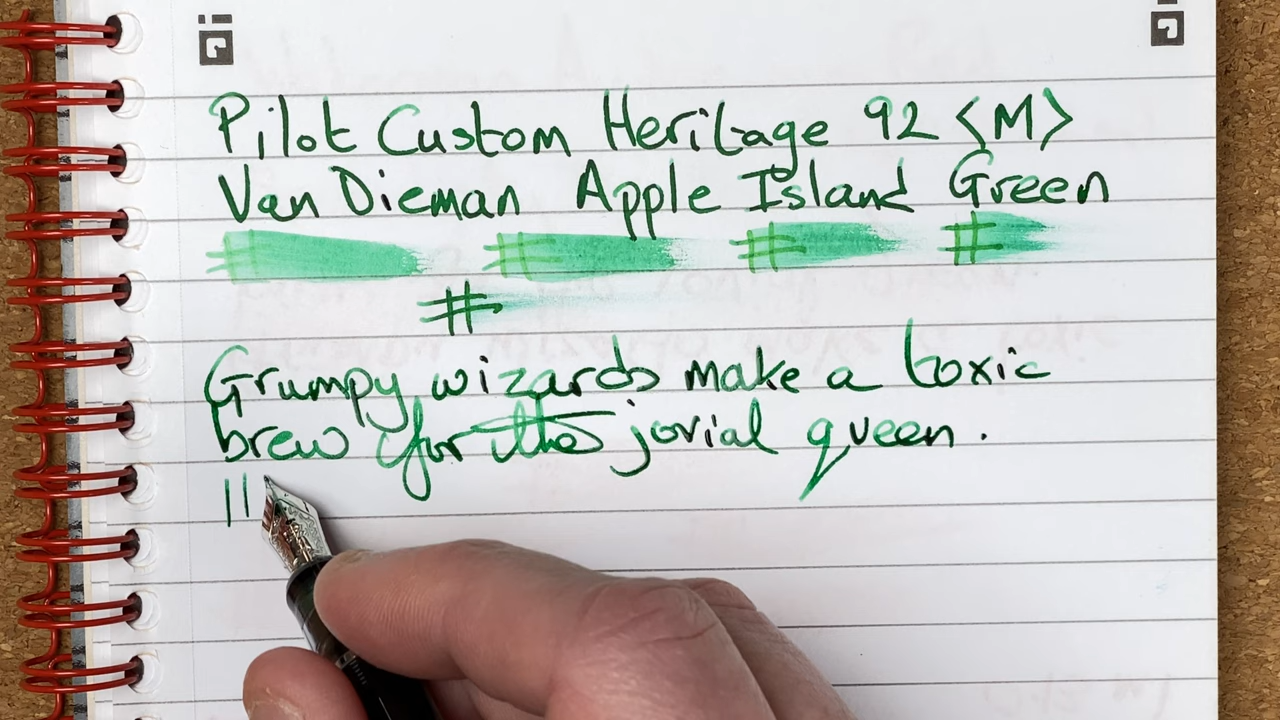 Pilot Custom Heritage 92 <M>
Van Dieman Apple Island Green
# # # #
#
Grumpy wizards make a toxic
brew for the jovial queen.
||